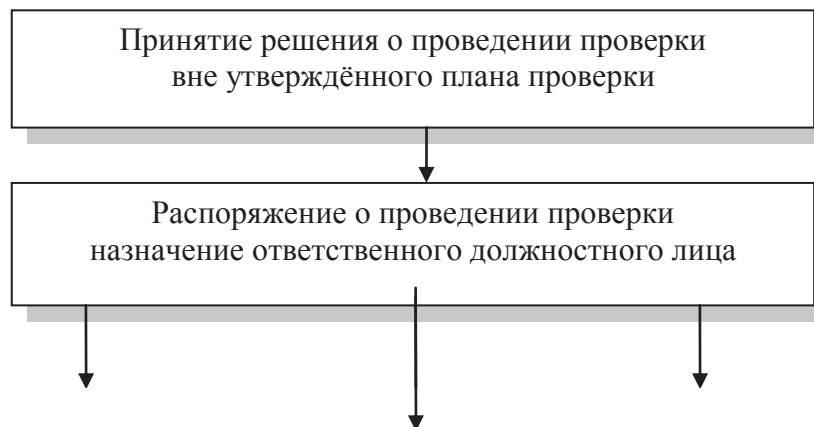 Принятие решения о проведении проверки
вне утверждённого плана проверки
Распоряжение о проведении проверки
назначение ответственного должностного лица